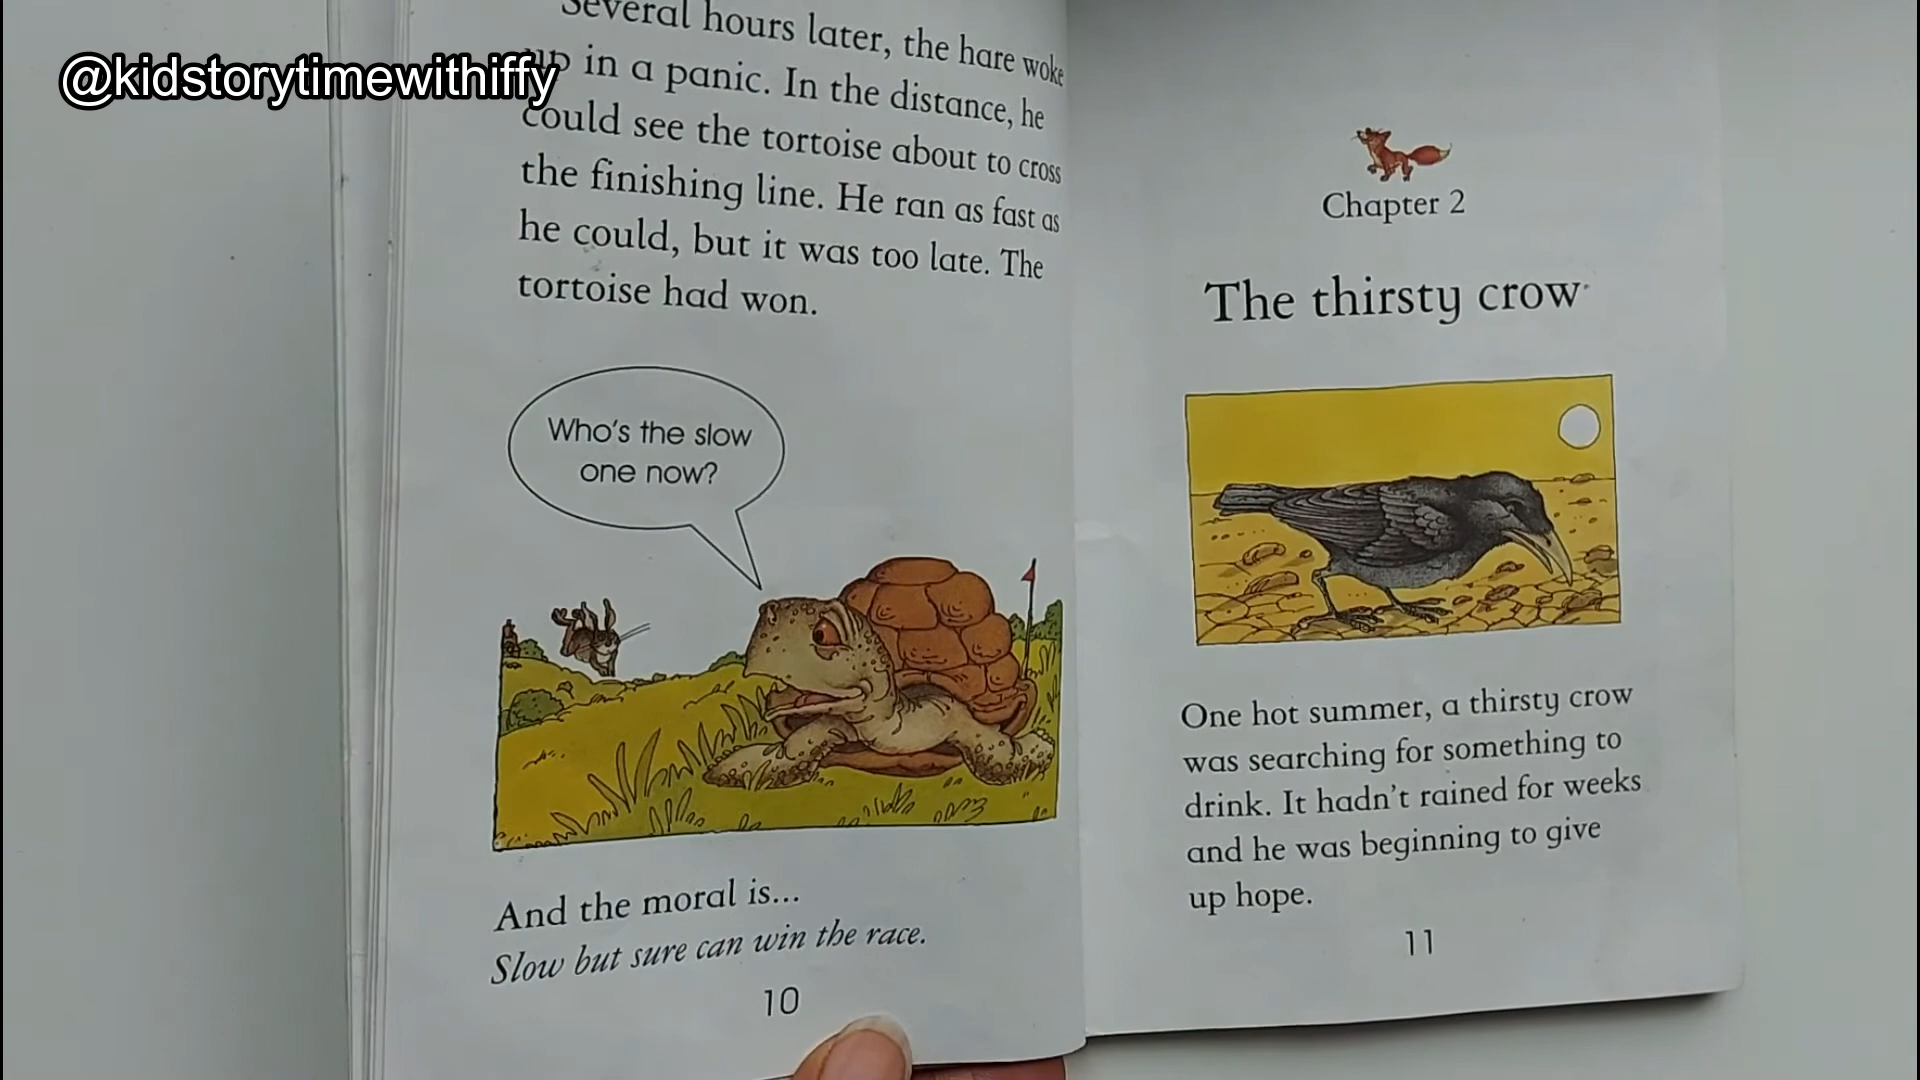 @kidstorytimewithiffy
Several hours later, the hare woke
up in a panic. In the distance, he
could see the tortoise about to cross
the finishing line. He ran as fast as
he could, but it was too late. The
tortoise had won.
Who's the slow
one now?
And the moral is...
Slow but sure can win the race.
10
Chapter 2
The thirsty crow
One hot summer, a thirsty crow
was searching for something to
drink. It hadn't rained for weeks
and he was beginning to give
up hope.
11